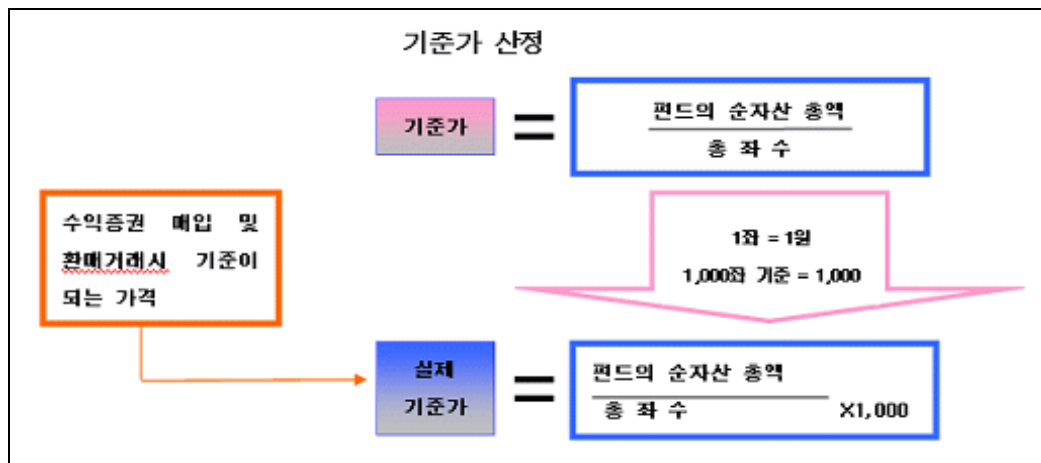 기준가 산정
기준가
=
펀드의 순자산 총액
총 좌 수
수익증권 매입 및
환매거래시 기준이
되는 가격
1좌 = 1원
1,000좌 기준 = 1,000
실제
기준가
=
펀드의 순자산 총액
총 좌 수 X1,000